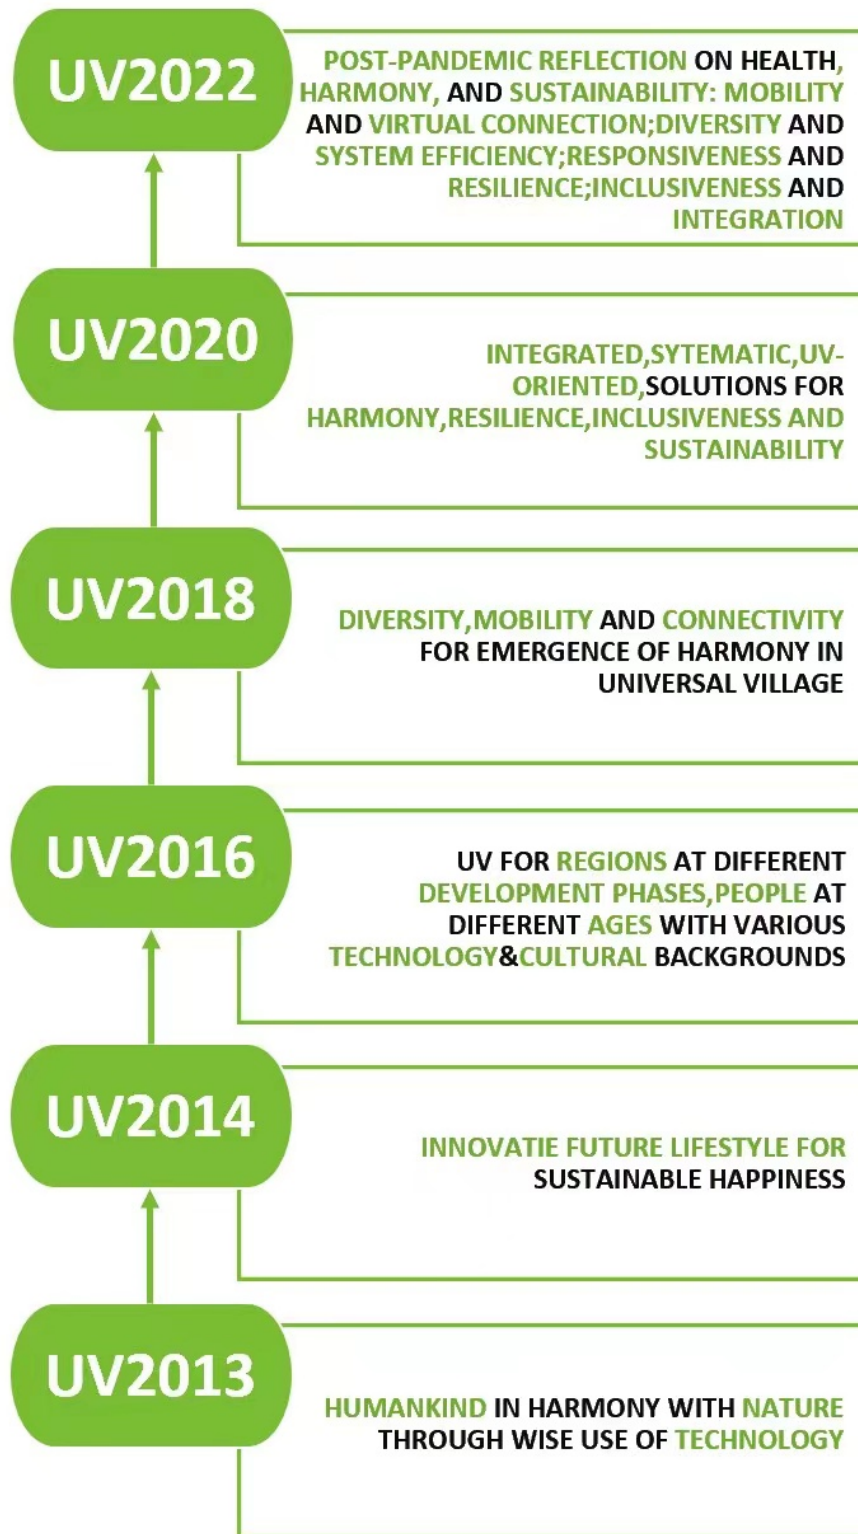 UV2022
POST-PANDEMIC REFLECTION ON HEALTH,
HARMONY, AND SUSTAINABILITY: MOBILITY
AND VIRTUAL CONNECTION;DIVERSITY AND
SYSTEM EFFICIENCY;RESPONSIVENESS AND
RESILIENCE;INCLUSIVENESS AND
INTEGRATION
UV2020
INTEGRATED,SYTEMATIC,UV-
ORIENTED,SOLUTIONS FOR
HARMONY,RESILIENCE,INCLUSIVENESS AND
SUSTAINABILITY
UV2018
DIVERSITY,MOBILITY AND CONNECTIVITY
FOR EMERGENCE OF HARMONY IN
UNIVERSAL VILLAGE
UV2016
UV FOR REGIONS AT DIFFERENT
DEVELOPMENT PHASES,PEOPLE AT
DIFFERENT AGES WITH VARIOUS
TECHNOLOGY&CULTURAL BACKGROUNDS
UV2014
INNOVATIE FUTURE LIFESTYLE FOR
SUSTAINABLE HAPPINESS
UV2013
HUMANKIND IN HARMONY WITH NATURE
THROUGH WISE USE OF TECHNOLOGY